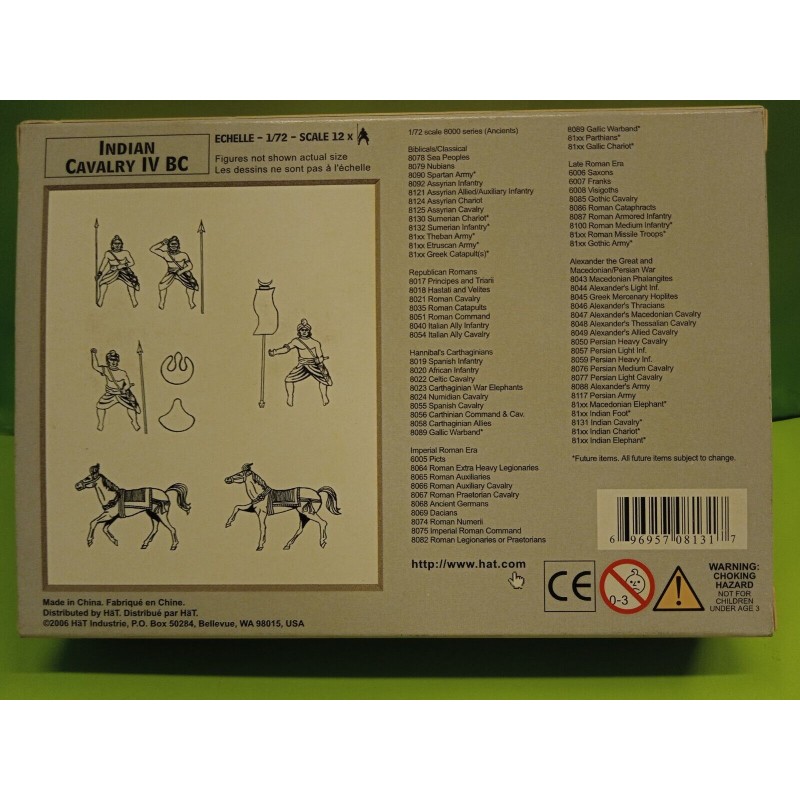 INDIAN
CAVALRY IV BC
ECHELLE - 1/72 - SCALE 12 x
Figures not shown actual size
Les dessins ne sont pas à l'échelle
Made in China. Fabriqué en Chine.
Distributed by HäT. Distribué par HäT.
©2006 HäT Industrie, P.O. Box 50284, Bellevue, WA 98015, USA
1/72 scale 8000 series (Ancients)
Biblicals/Classical
8078 Sea Peoples
8079 Nubians
8090 Spartan Army*
8092 Assyrian Infantry
8121 Assyrian Allied/Auxiliary Infantry
8124 Assyrian Chariot
8125 Assyrian Cavalry
8130 Sumerian Chariot*
8132 Sumerian Infantry*
81xx Theban Army*
81xx Etruscan Army*
81xx Greek Catapult(s)*
Republican Romans
8017 Principes and Triarii
8018 Hastati and Velites
8021 Roman Cavalry
8035 Roman Catapults
8051 Roman Command
8040 Italian Ally Infantry
8054 Italian Ally Cavalry
Hannibal's Carthaginians
8019 Spanish Infantry
8020 African Infantry
8022 Celtic Cavalry
8023 Carthaginian War Elephants
8024 Numidian Cavalry
8055 Spanish Cavalry
8056 Carthinian Command & Cav.
8058 Carthaginian Allies
8089 Gallic Warband*
Imperial Roman Era
6005 Picts
8064 Roman Extra Heavy Legionaries
8065 Roman Auxiliaries
8066 Roman Auxiliary Cavalry
8067 Roman Praetorian Cavalry
8068 Ancient Germans
8069 Dacians
8074 Roman Numerii
8075 Imperial Roman Command
8082 Roman Legionaries or Praetorians
http://www.hat.com
8089 Gallic Warband*
81xx Parthians*
81xx Gallic Chariot*
Late Roman Era
6006 Saxons
6007 Franks
6008 Visigoths
8085 Gothic Cavalry
8086 Roman Cataphracts
8087 Roman Armored Infantry
8100 Roman Medium Infantry*
81xx Roman Missile Troops*
81xx Gothic Army*
Alexander the Great and
Macedonian/Persian War
8043 Macedonian Phalangites
8044 Alexander's Light Inf.
8045 Greek Mercenary Hoplites
8046 Alexander's Thracians
8047 Alexander's Macedonian Cavalry
8048 Alexander's Thessalian Cavalry
8049 Alexander's Allied Cavalry
8050 Persian Heavy Cavalry
8057 Persian Light Inf.
8059 Persian Heavy Inf.
8076 Persian Medium Cavalry
8077 Persian Light Cavalry
8088 Alexander's Army
8117 Persian Army
81xx Macedonian Elephant*
81xx Indian Foot*
8131 Indian Cavalry*
81xx Indian Chariot*
81xx Indian Elephant*
*Future items. All future items subject to change.
6 96957 08131 7
CE
0-3
WARNING:
CHOKING
HAZARD
NOT FOR
CHILDREN
UNDER AGE 3